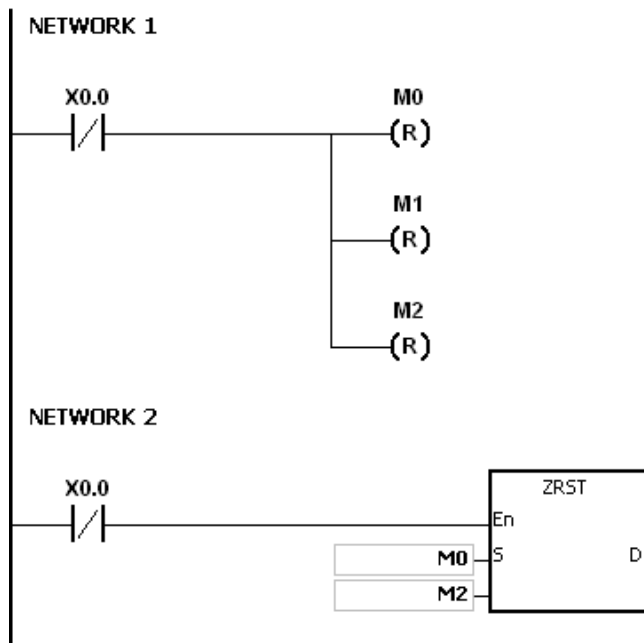 NETWORK 1
X0.0
M0
(R)
M1
(R)
M2
(R)
NETWORK 2
X0.0
ZRST
En
M0
S
D
M2